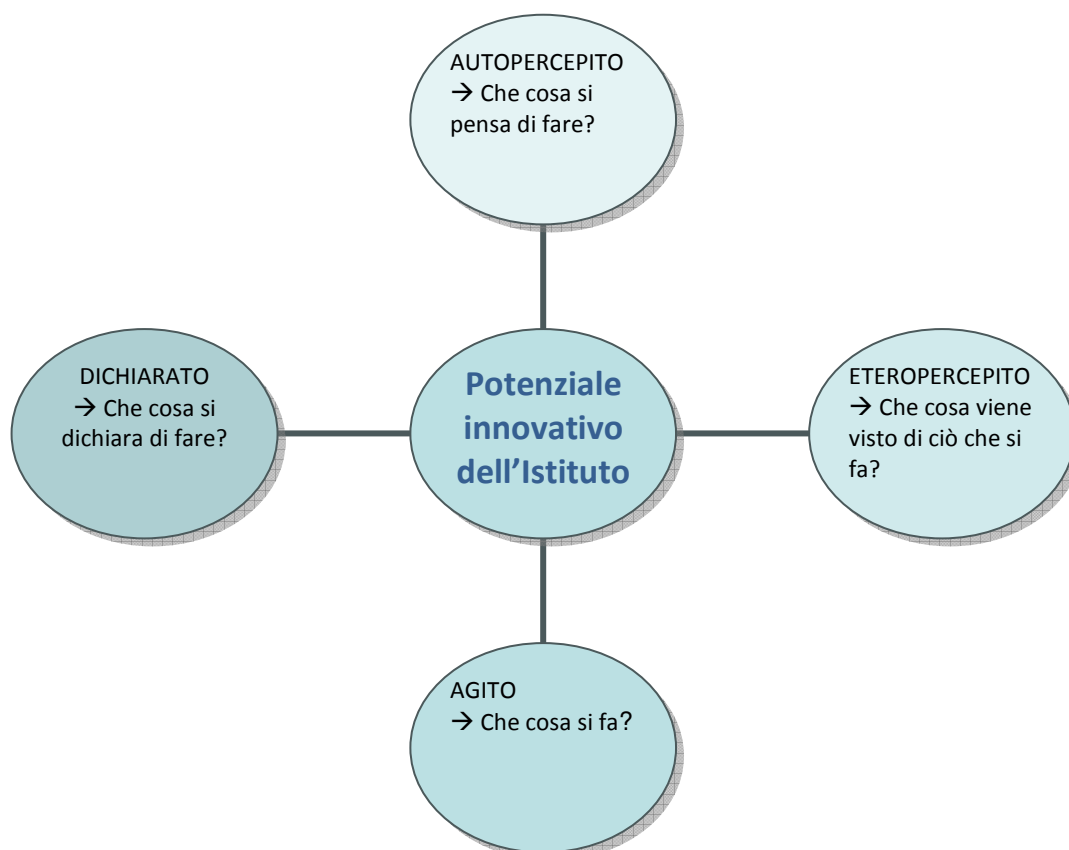 AUTOPERCEPITO
→ Che cosa si
pensa di fare?
DICHIARATO
→ Che cosa si
dichiara di fare?
Potenziale
innovativo
dell’Istituto
ETEROPERCEPITO
→ Che cosa viene
visto di ciò che si
fa?
AGITO
→ Che cosa si fa?